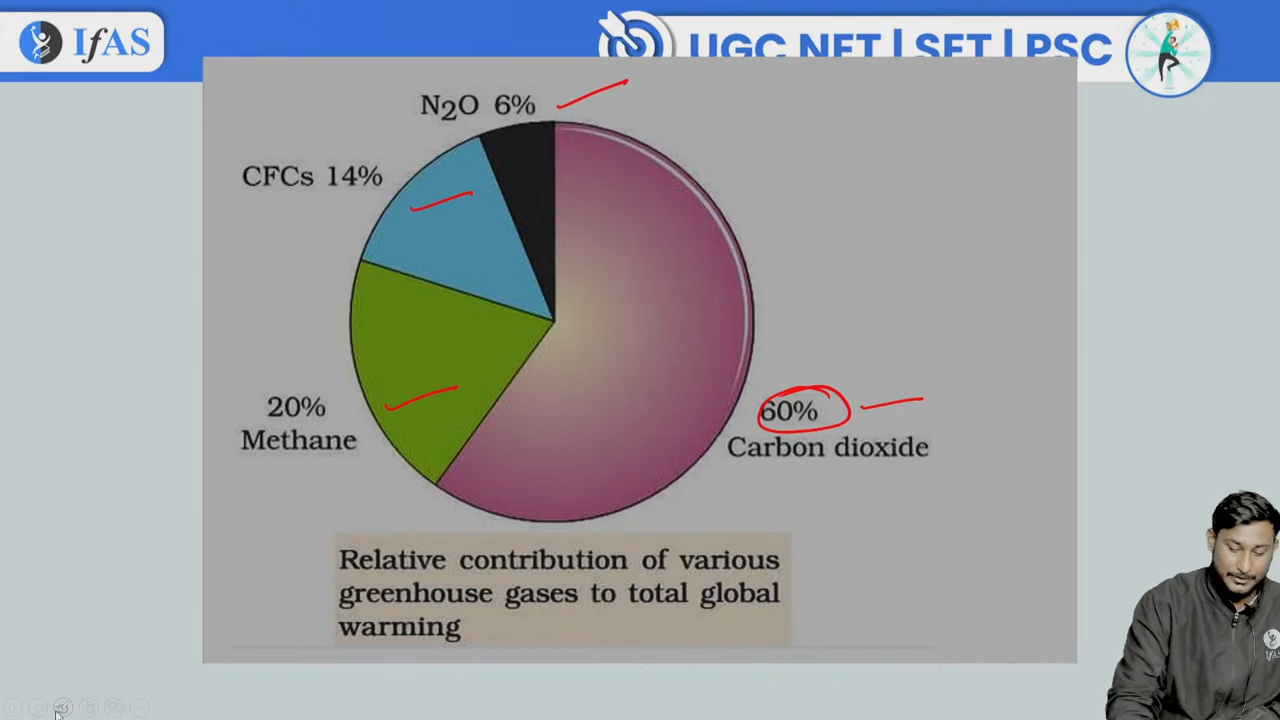 IfAS
UGC NET | SET | PSC
N2O 6%
CFCs 14%
20%
Methane
60%
Carbon dioxide
Relative contribution of various
greenhouse gases to total global
warming